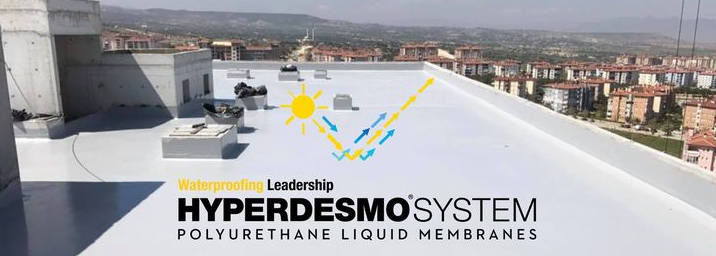 Waterproofing Leadership
HYPERDESMO®SYSTEM
POLYURETHANE LIQUID MEMBRANES